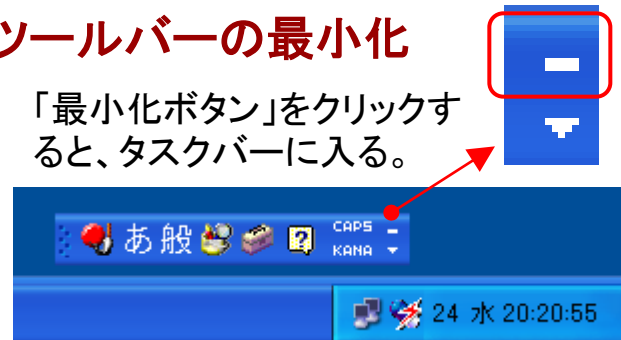 ツールバーの最小化
「最小化ボタン」をクリックす
ると、タスクバーに入る。
あ 般 ? CAPS
KANA
24 水 20:20:55